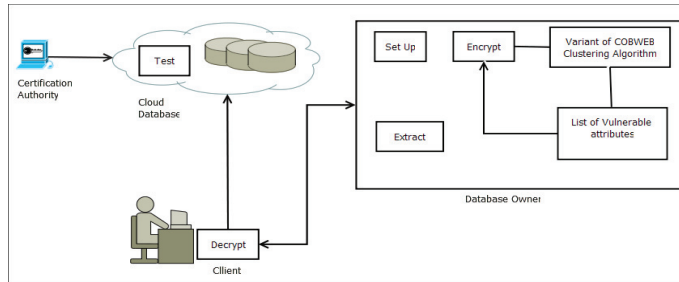 Set Up
Encrypt
Variant of COBWEB
Clustering Algorithm
Test
Certification
Authority
Cloud
Database
List of Vulnerable
attributes
Extract
Database Owner
Decrypt
Cllient